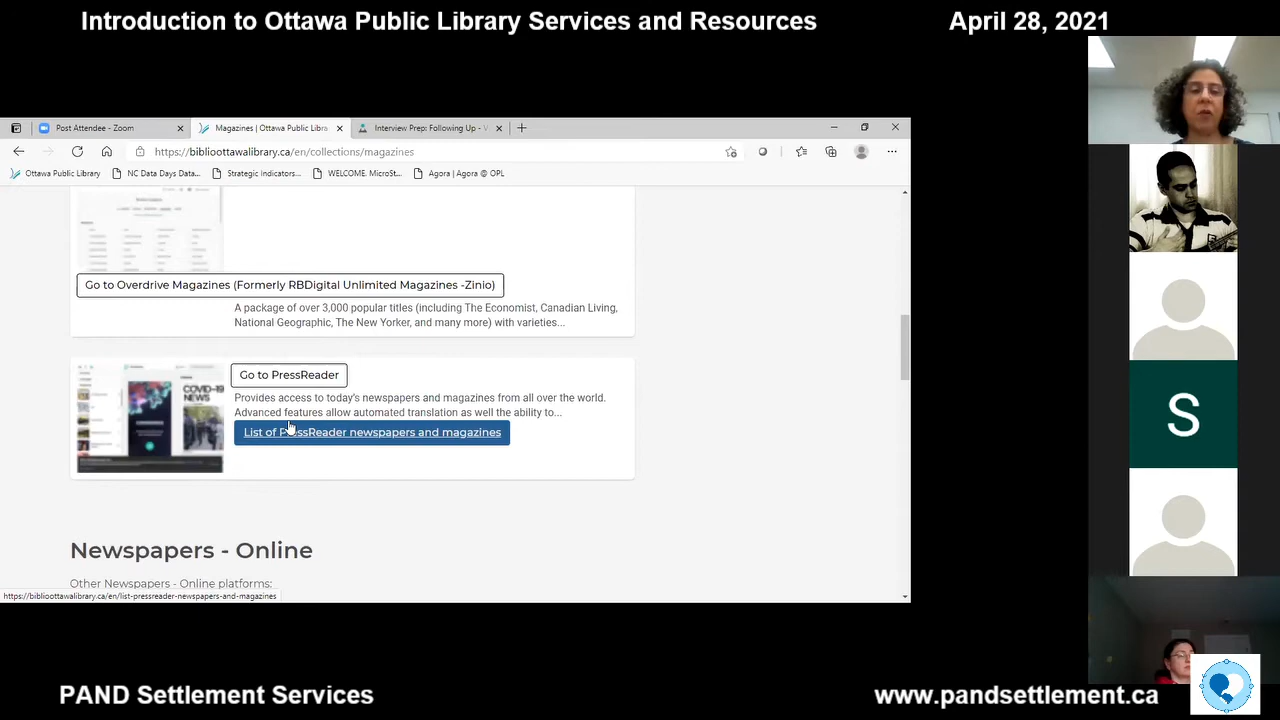 Introduction to Ottawa Public Library Services and Resources
April 28, 2021
Post Attendee - Zoom
Magazines | Ottawa Public Libra
Interview Prep: Following Up - V
https://biblioottawalibrary.ca/en/collections/magazines
Ottawa Public Library
NC Data Days Data...
Strategic Indicators...
WELCOME. MicroSt...
Agora | Agora @ OPL
Go to Overdrive Magazines (Formerly RBDigital Unlimited Magazines -Zinio)
A package of over 3,000 popular titles (including The Economist, Canadian Living,
National Geographic, The New Yorker, and many more) with varieties...
Go to PressReader
COVID-19
NEWS
Provides access to today's newspapers and magazines from all over the world.
Advanced features allow automated translation as well the ability to...
List of PressReader newspapers and magazines
Newspapers - Online
Other Newspapers - Online platforms:
https://biblioottawalibrary.ca/en/list-pressreader-newspapers-and-magazines
S
PAND Settlement Services
www.pandsettlement.ca